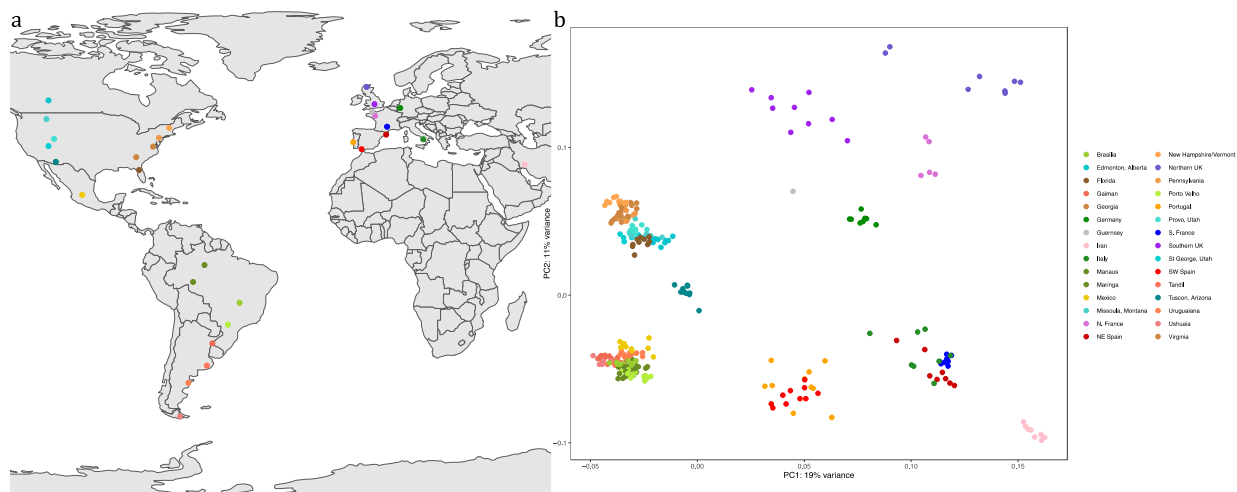 a
b
PC2: 11% variance
0.1
0.0
−0.1
−0.05
0.00
0.05
0.10
0.15
PC1: 19% variance
Brasilia
Edmonton, Alberta
Florida
Gaiman
Georgia
Germany
Guernsey
Iran
Italy
Manaus
Maringa
Mexico
Missoula, Montana
N. France
NE Spain
New Hampshire/Vermont
Northern UK
Pennsylvania
Porto Velho
Portugal
Provo, Utah
S. France
Southern UK
St George, Utah
SW Spain
Tandil
Tuscon, Arizona
Uruguaiana
Ushuaia
Virginia